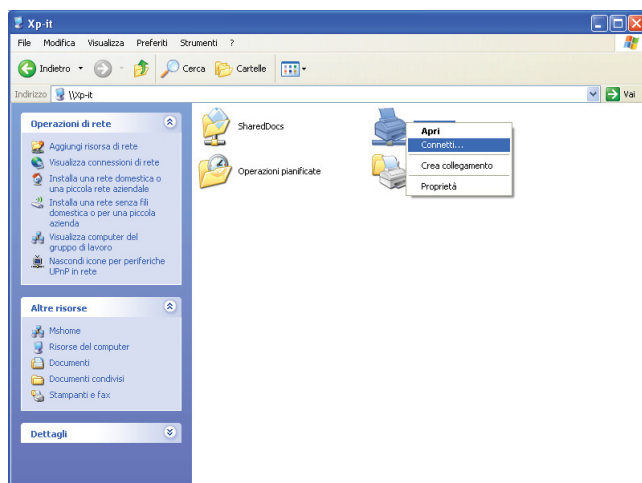 Xp-it
File Modifica Visualizza Preferiti Strumenti ?
Indietro Cerca Cartelle
Indirizzo \\Xp-it Vai
Operazioni di rete
Aggiungi risorsa di rete
Visualizza connessioni di rete
Installa una rete domestica o
una piccola rete aziendale
Installa una rete senza fili
domestica o per una piccola
azienda
Visualizza computer del
gruppo di lavoro
Nascondi icone per periferiche
UPnP in rete
Altre risorse
Mshome
Risorse del computer
Documenti
Documenti condivisi
Stampanti e fax
Dettagli
SharedDocs
Operazioni pianificate
Apri
Connetti...
Crea collegamento
Proprietà